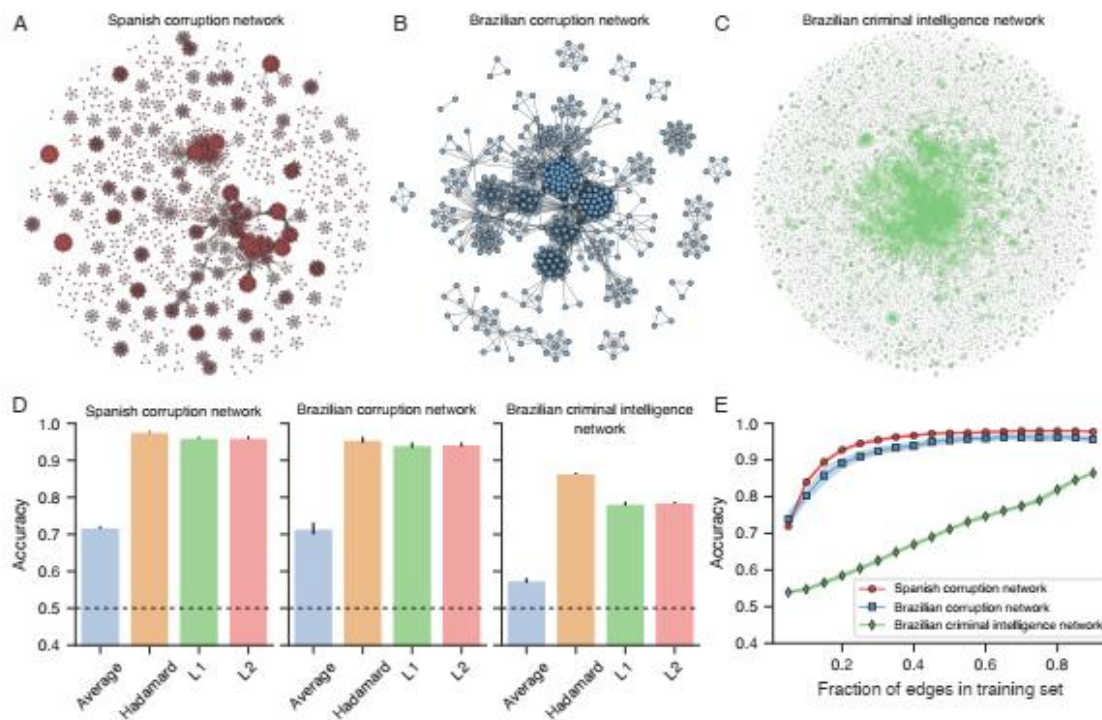 A
Spanish corruption network
B
Brazilian corruption network
C
Brazilian criminal intelligence network
D
Spanish corruption network
Brazilian corruption network
Brazilian criminal intelligence
network
E
Accuracy
1.0
0.9
0.8
0.7
0.6
0.5
0.4
Average
Hadamard
L1
L2
Average
Hadamard
L1
L2
Average
Hadamard
L1
L2
Accuracy
1.0
0.9
0.8
0.7
0.6
0.5
0.4
Spanish corruption network
Brazilian corruption network
Brazilian criminal intelligence network
0.2
0.4
0.6
0.8
Fraction of edges in training set